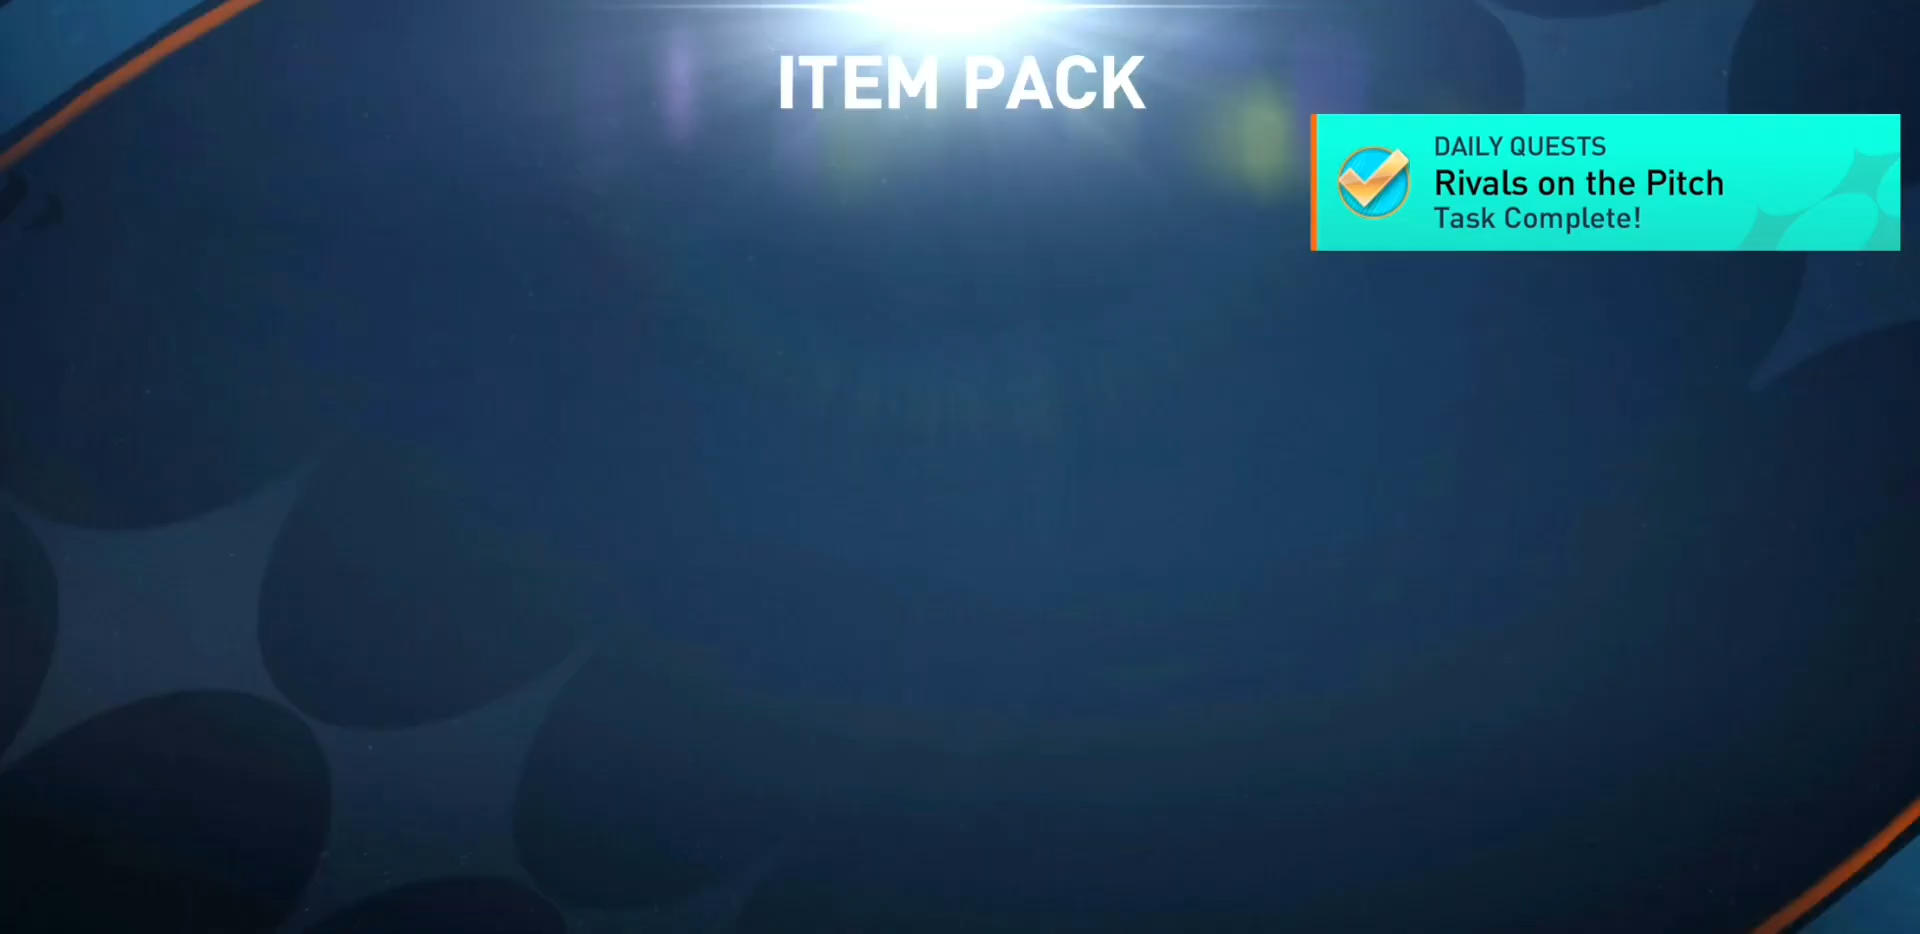 ITEM PACK
DAILY QUESTS
Rivals on the Pitch
Task Complete!